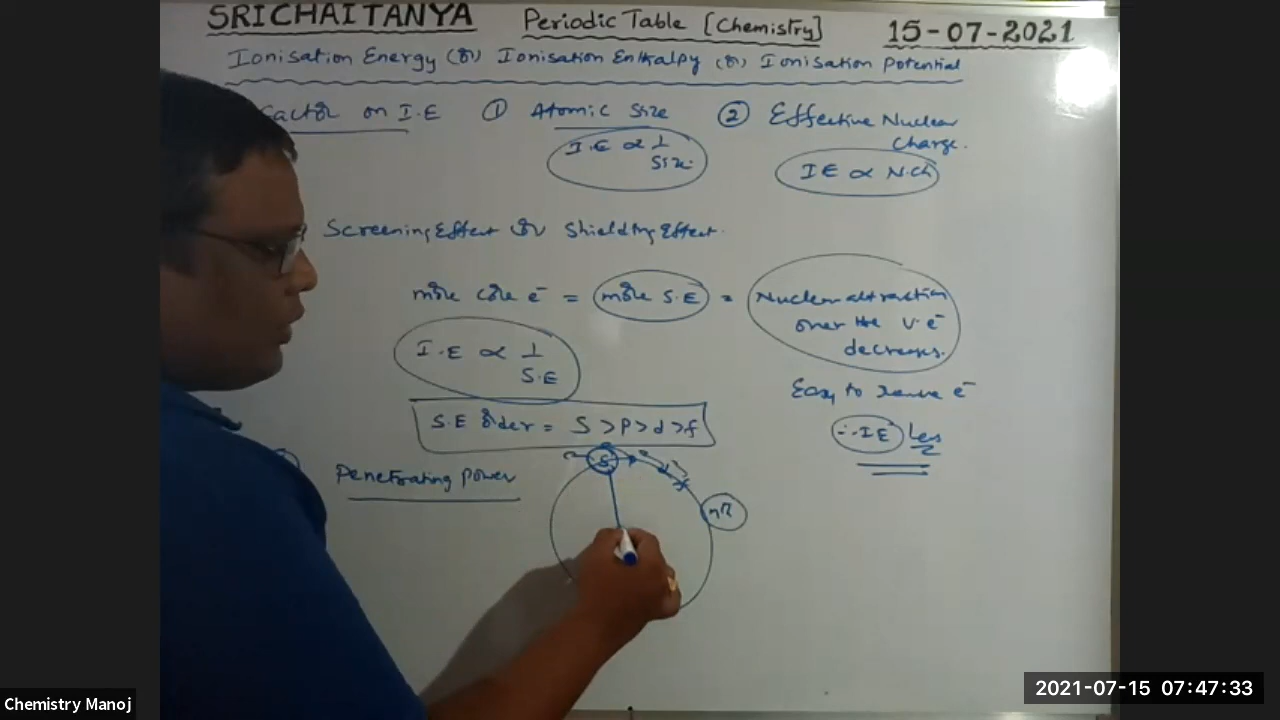 SRICHAITANYA Periodic Table [Chemistry] 15-07-2021
Ionisation Energy (or) Ionisation Enthalpy (or) Ionisation Potential
Factor on I.E ① Atomic Size ② Effective Nuclear
Charge.
I.E ∝ 1/Size. IE ∝ N.Ch
Screening Effect or Shielding Effect.
more core e⁻ = more S.E = Nuclear attraction
over the v.e⁻
decreases.
I.E ∝ 1/S.E
Easy to remove e⁻
∴ IE Less
S.E order = S > P > d > f
Penetrating power
S
Chemistry Manoj
2021-07-15 07:47:33